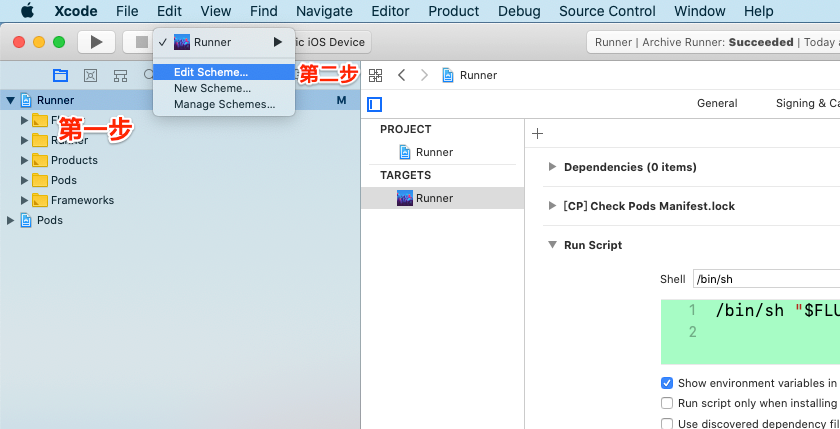 Xcode File Edit View Find Navigate Editor Product Debug Source Control Window Help
Runner
ic iOS Device
Runner | Archive Runner: Succeeded | Today a
Edit Scheme...
第二步
New Scheme...
Manage Schemes...
Runner
Runner M
General Signing & Ca
第一步
PROJECT
Runner
Runner
Products
Pods
Frameworks
Pods
TARGETS
Runner
Dependencies (0 items)
[CP] Check Pods Manifest.lock
Run Script
Shell /bin/sh
1 /bin/sh "$FLU
2
Show environment variables in
Run script only when installing
Use discovered dependency fil